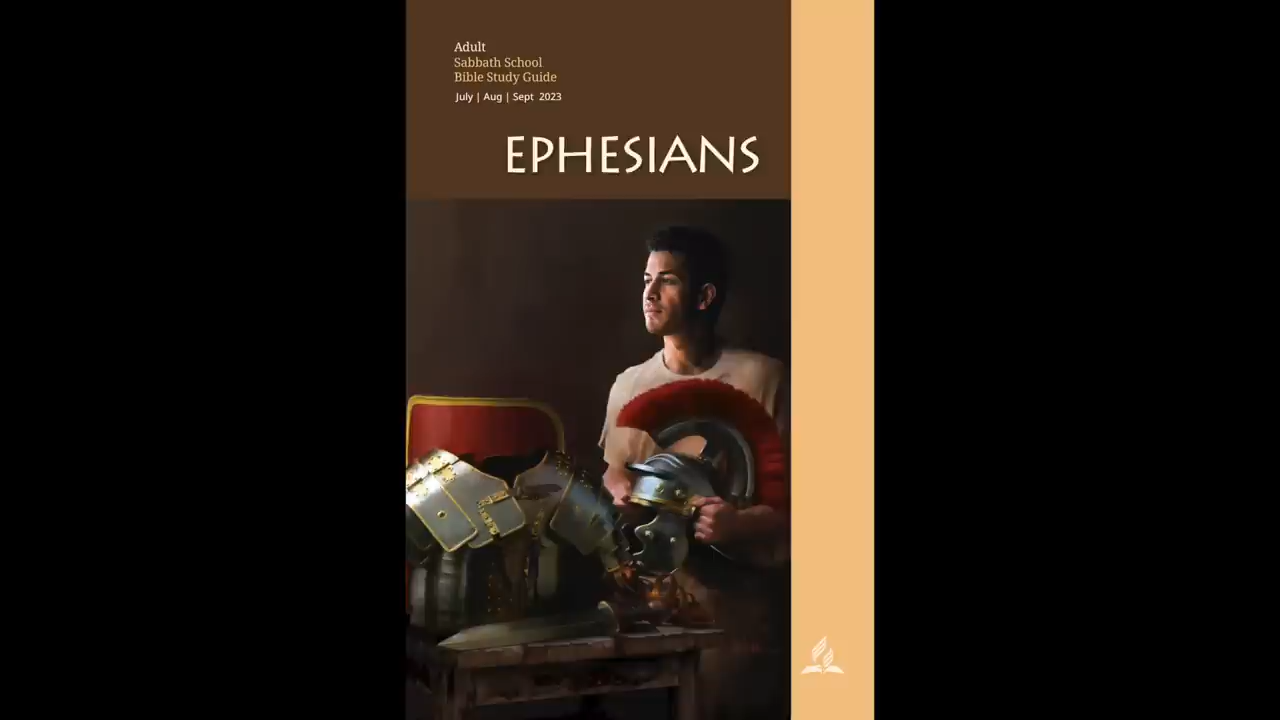 Adult
Sabbath School
Bible Study Guide
July | Aug | Sept 2023
EPHESIANS